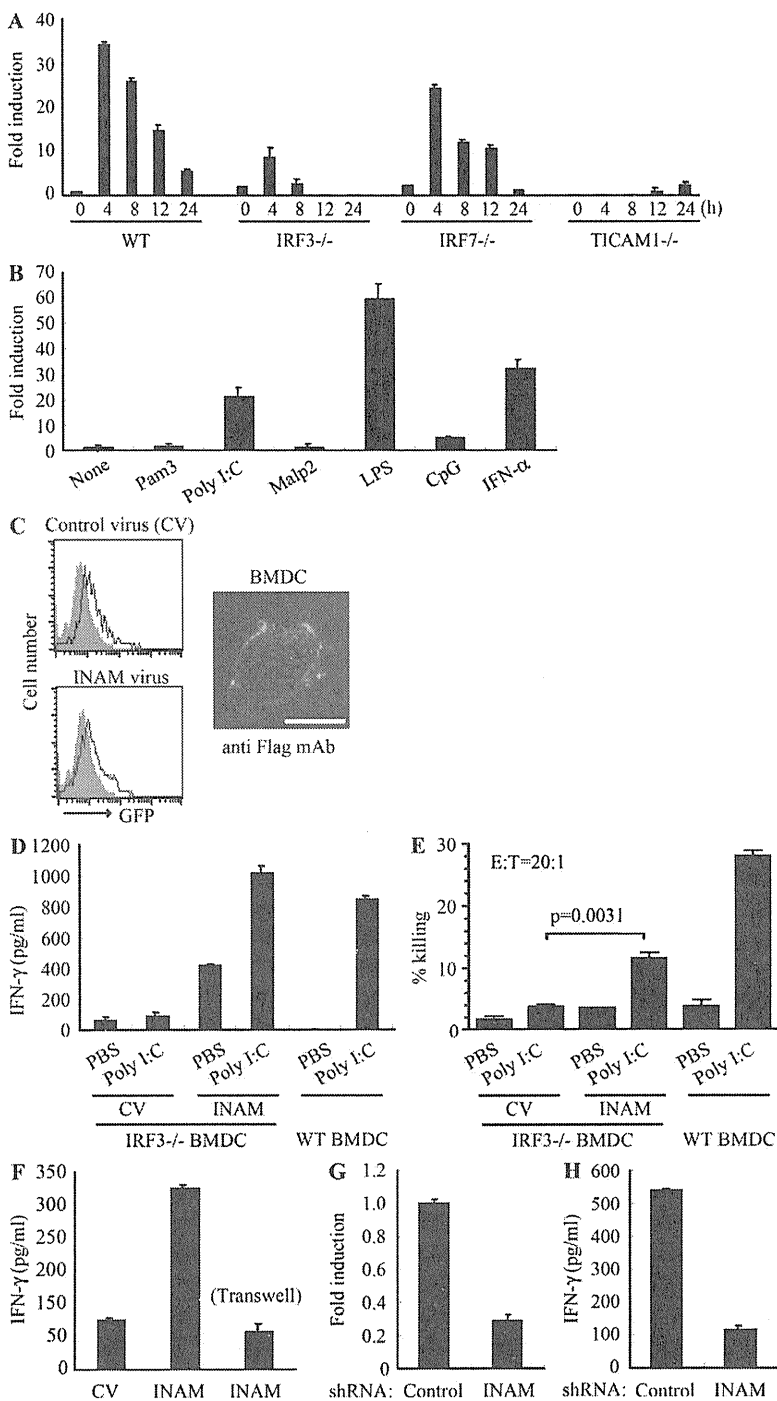 A
40
30
20
10
0
Fold induction
0 4 8 12 24 0 4 8 12 24 0 4 8 12 24 0 4 8 12 24 (h)
WT IRF3-/- IRF7-/- TICAM1-/-
B
70
60
50
40
30
20
10
0
Fold induction
None Pam3 Poly I:C Malp2 LPS CpG IFN-α
C
Control virus (CV)
INAM virus
Cell number
GFP
BMDC
anti Flag mAb
D
1200
1000
800
600
400
200
0
IFN-γ (pg/ml)
PBS Poly I:C PBS Poly I:C PBS Poly I:C
CV INAM
IRF3-/- BMDC WT BMDC
E
30
20
10
0
% killing
E:T=20:1
p=0.0031
PBS Poly I:C PBS Poly I:C PBS Poly I:C
CV INAM
IRF3-/- BMDC WT BMDC
F
350
300
250
200
150
125
50
0
IFN-γ (pg/ml)
(Transwell)
CV INAM INAM
G
1.2
1.0
0.8
0.6
0.4
0.2
0
Fold induction
shRNA: Control INAM
H
600
500
400
300
200
100
0
IFN-γ (pg/ml)
shRNA: Control INAM